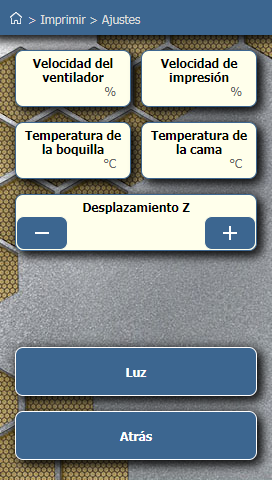 > Imprimir > Ajustes
Velocidad del
ventilador
%
Velocidad de
impresión
%
Temperatura de
la boquilla
°C
Temperatura de
la cama
°C
Desplazamiento Z
− +
Luz
Atrás